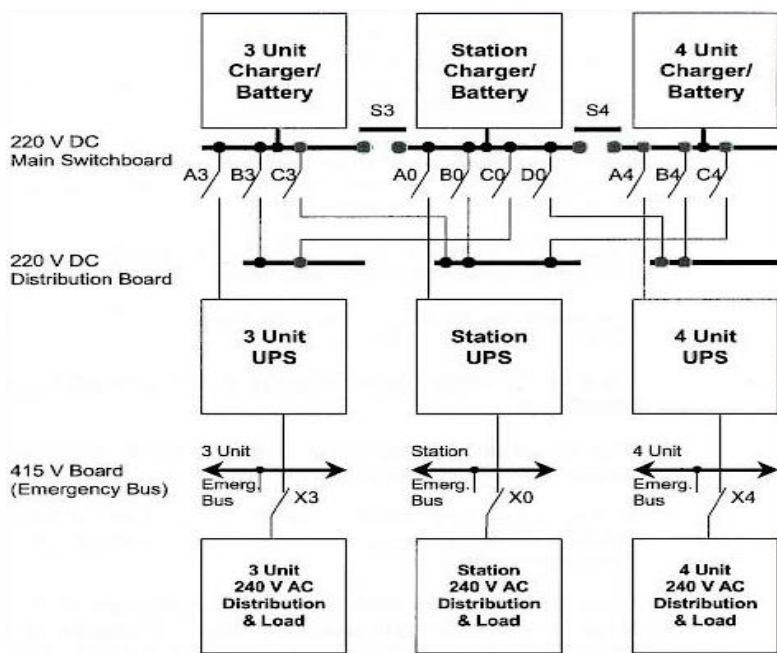 3 Unit
Charger/
Battery
Station
Charger/
Battery
4 Unit
Charger/
Battery
S3
S4
220 V DC
Main Switchboard
A3
B3
C3
A0
B0
C0
D0
A4
B4
C4
220 V DC
Distribution Board
3 Unit
UPS
Station
UPS
4 Unit
UPS
415 V Board
(Emergency Bus)
3 Unit
Emerg.
Bus
X3
Station
Emerg.
Bus
X0
4 Unit
Emerg.
Bus
X4
3 Unit
240 V AC
Distribution
& Load
Station
240 V AC
Distribution
& Load
4 Unit
240 V AC
Distribution
& Load